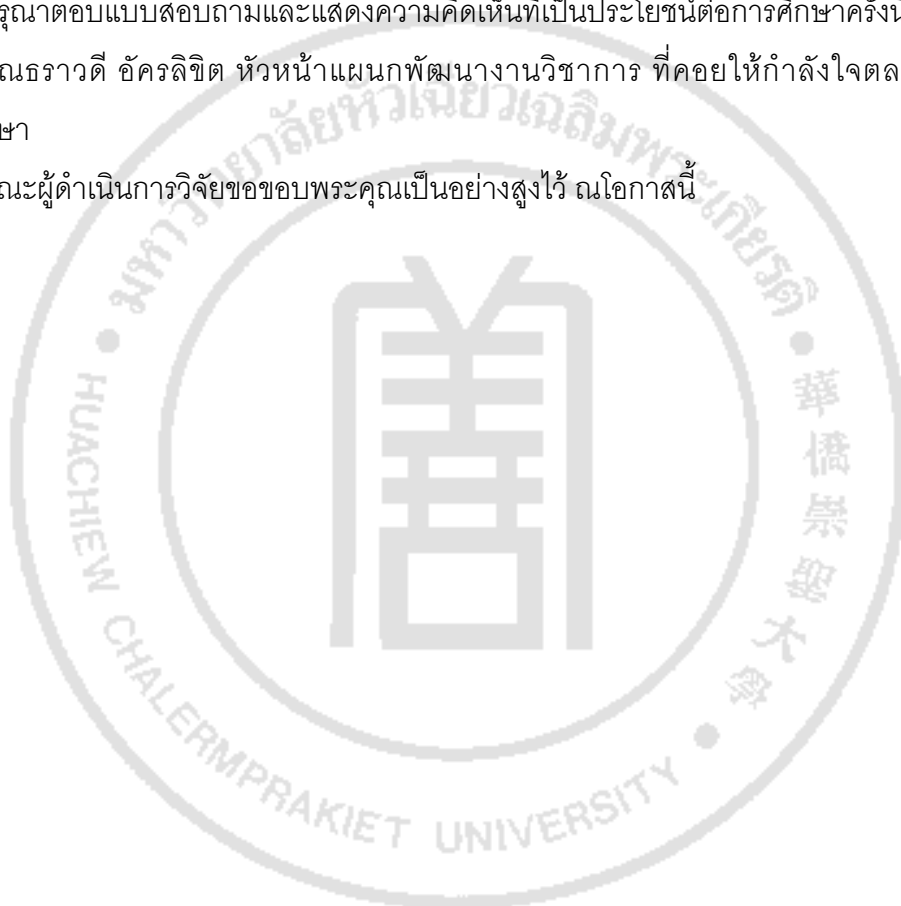 รุณาตอบแบบสอบถามและแสดงความคิดเห็นที่เป็นประโยชน์ต่อการศึกษาครั้งนี้
ณธราวดี อัครลิขิต หัวหน้าแผนกพัฒนางานวิชาการ ที่คอยให้กำลังใจตล
ษา
ณะผู้ดำเนินการวิจัยขอขอบพระคุณเป็นอย่างสูงไว้ ณโอกาสนี้
มหาวิทยาลัยหัวเฉียวเฉลิมพระเกียรติ
華僑崇聖大學
HUACHIEW CHALERMPRAKIET UNIVERSITY